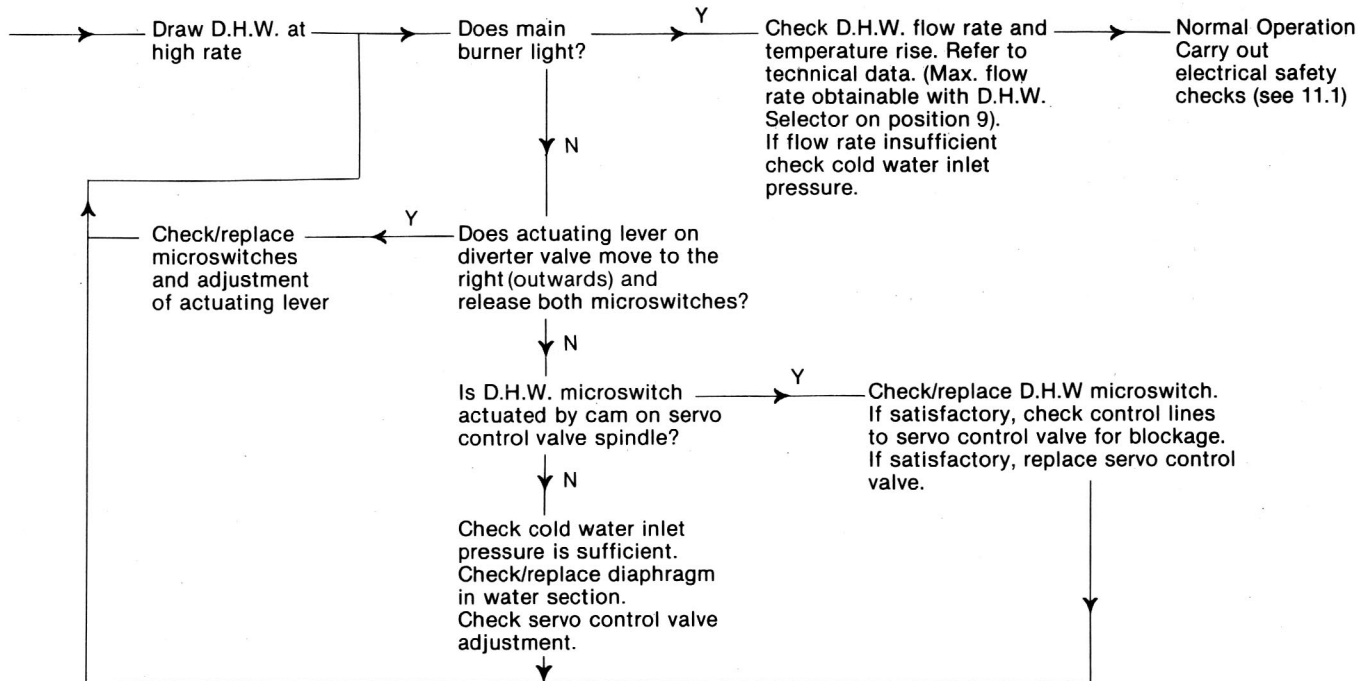 Draw D.H.W. at
high rate
Does main
burner light?
Y
Check D.H.W. flow rate and
temperature rise. Refer to
technical data. (Max. flow
rate obtainable with D.H.W.
Selector on position 9).
If flow rate insufficient
check cold water inlet
pressure.
Normal Operation
Carry out
electrical safety
checks (see 11.1)
N
Does actuating lever on
diverter valve move to the
right (outwards) and
release both microswitches?
Y
Check/replace
microswitches
and adjustment
of actuating lever
N
Is D.H.W. microswitch
actuated by cam on servo
control valve spindle?
Y
Check/replace D.H.W microswitch.
If satisfactory, check control lines
to servo control valve for blockage.
If satisfactory, replace servo control
valve.
N
Check cold water inlet
pressure is sufficient.
Check/replace diaphragm
in water section.
Check servo control valve
adjustment.